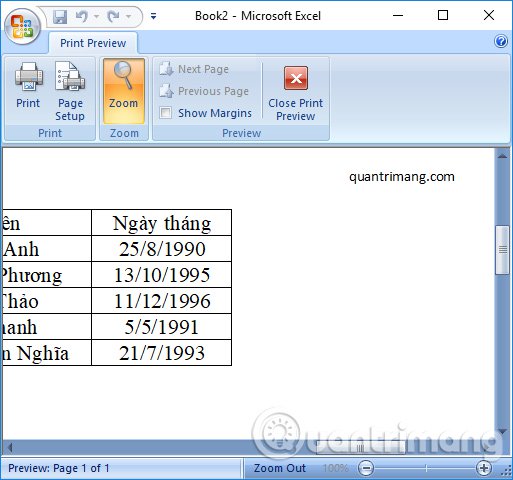 Book2 - Microsoft Excel
Print Preview
Print
Page Setup
Zoom
Next Page
Previous Page
Show Margins
Close Print Preview
Print
Zoom
Preview
quantrimang.com
ên Ngày tháng
Anh 25/8/1990
Phương 13/10/1995
Thảo 11/12/1996
hanh 5/5/1991
n Nghĩa 21/7/1993
Quantrimang
Preview: Page 1 of 1 Zoom Out 100%